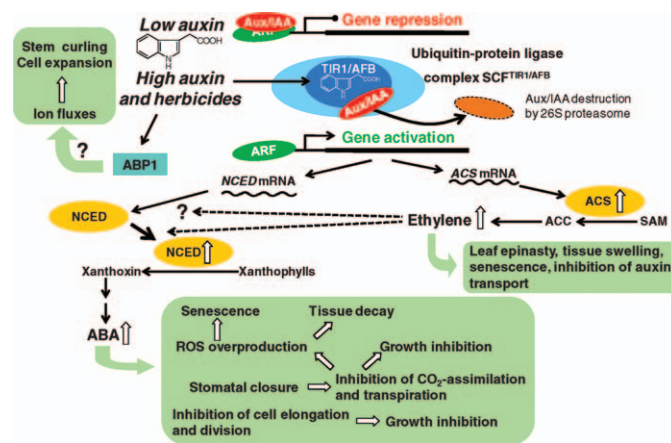 Low auxin
COOH
N
H
Aux/IAA
ARF
Gene repression
Stem curling
Cell expansion
Ion fluxes
?
ABP1
High auxin
and herbicides
TIR1/AFB
COOH
N
H
Aux/IAA
Ubiquitin-protein ligase
complex SCFTIR1/AFB
Aux/IAA destruction
by 26S proteasome
ARF
Gene activation
NCED mRNA
ACS mRNA
NCED
?
NCED
Ethylene
ACC
SAM
ACS
Xanthoxin
Xanthophylls
Leaf epinasty, tissue swelling,
senescence, inhibition of auxin
transport
ABA
Senescence
Tissue decay
ROS overproduction
Growth inhibition
Stomatal closure
Inhibition of CO2-assimilation
and transpiration
Inhibition of cell elongation
and division
Growth inhibition